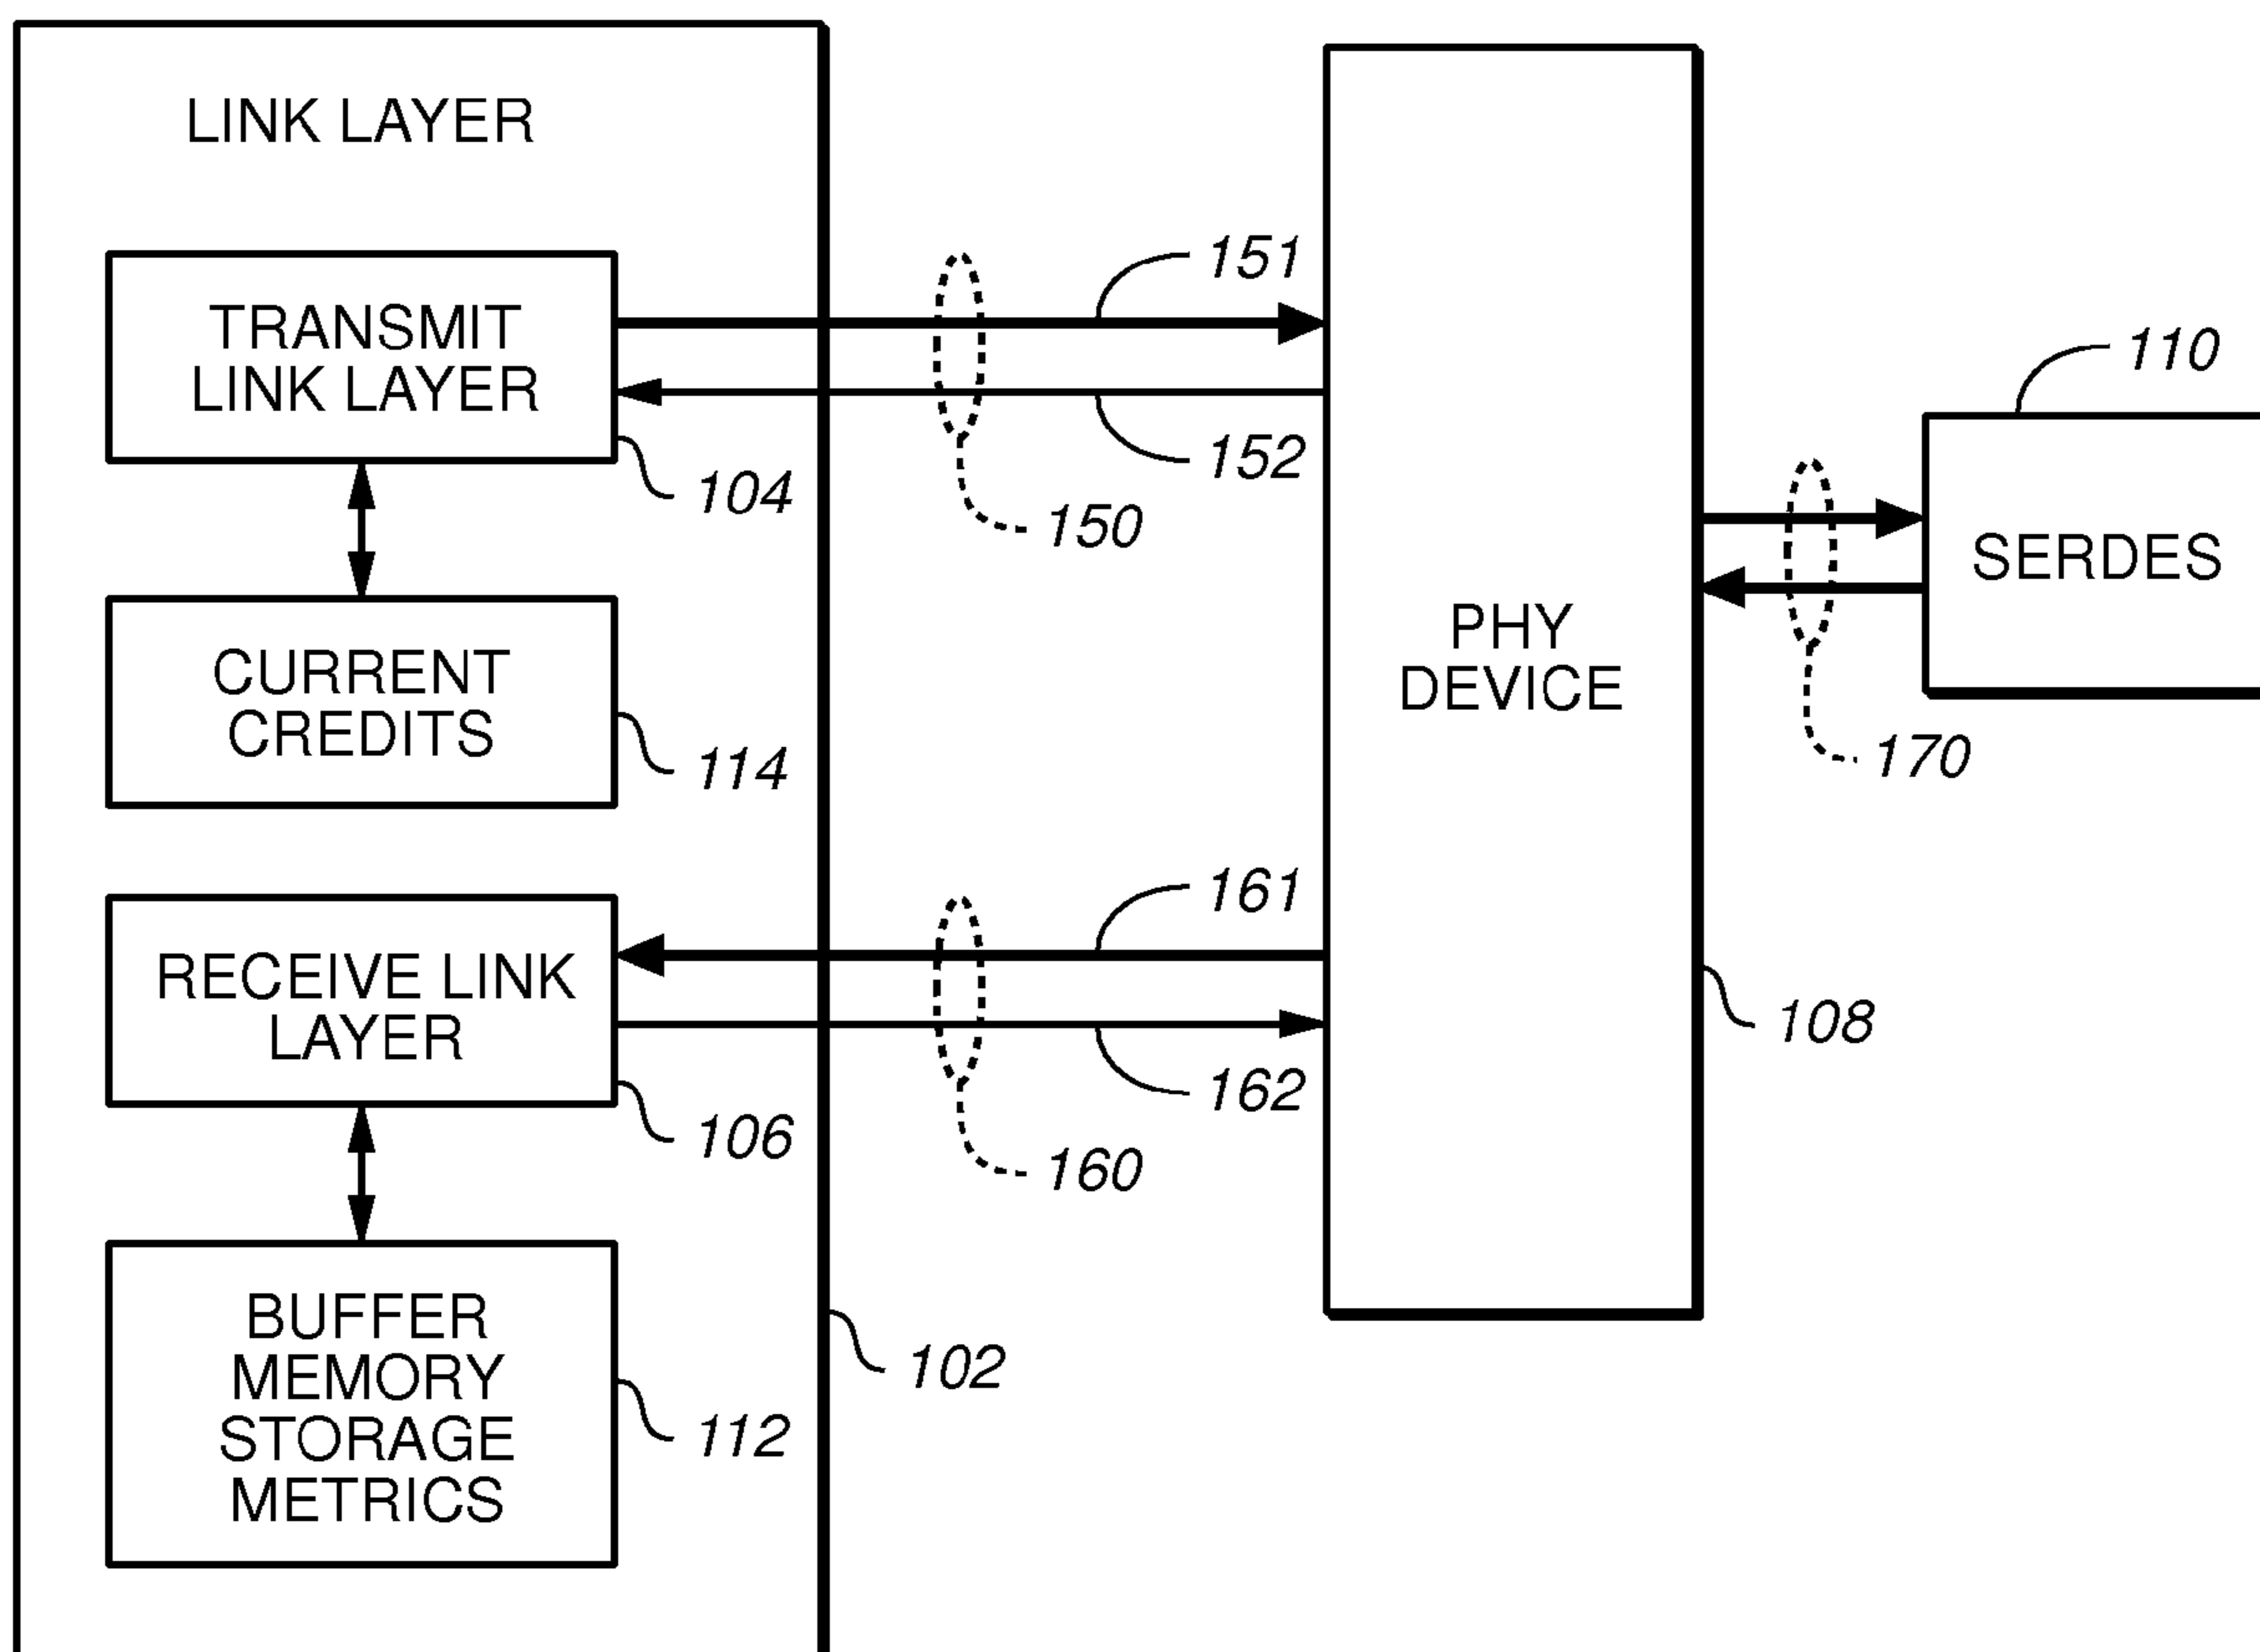 LINK LAYER
TRANSMIT
LINK LAYER
104
CURRENT
CREDITS
114
RECEIVE LINK
LAYER
106
BUFFER
MEMORY
STORAGE
METRICS
112
102
151
152
150
161
162
160
PHY
DEVICE
108
110
SERDES
170